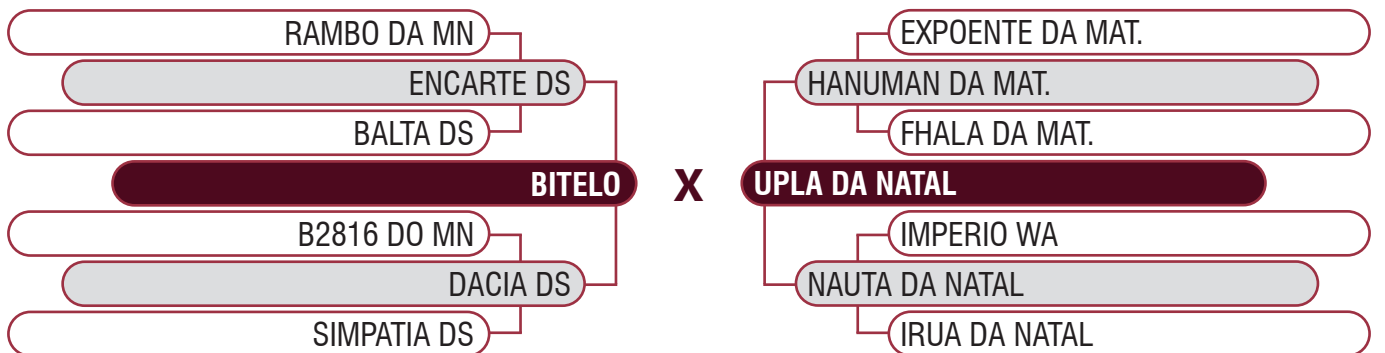 RAMBO DA MN
ENCARTE DS
BALTA DS
BITELO
B2816 DO MN
DACIA DS
SIMPATIA DS
X
EXPOENTE DA MAT.
HANUMAN DA MAT.
FHALA DA MAT.
UPLA DA NATAL
IMPERIO WA
NAUTA DA NATAL
IRUA DA NATAL